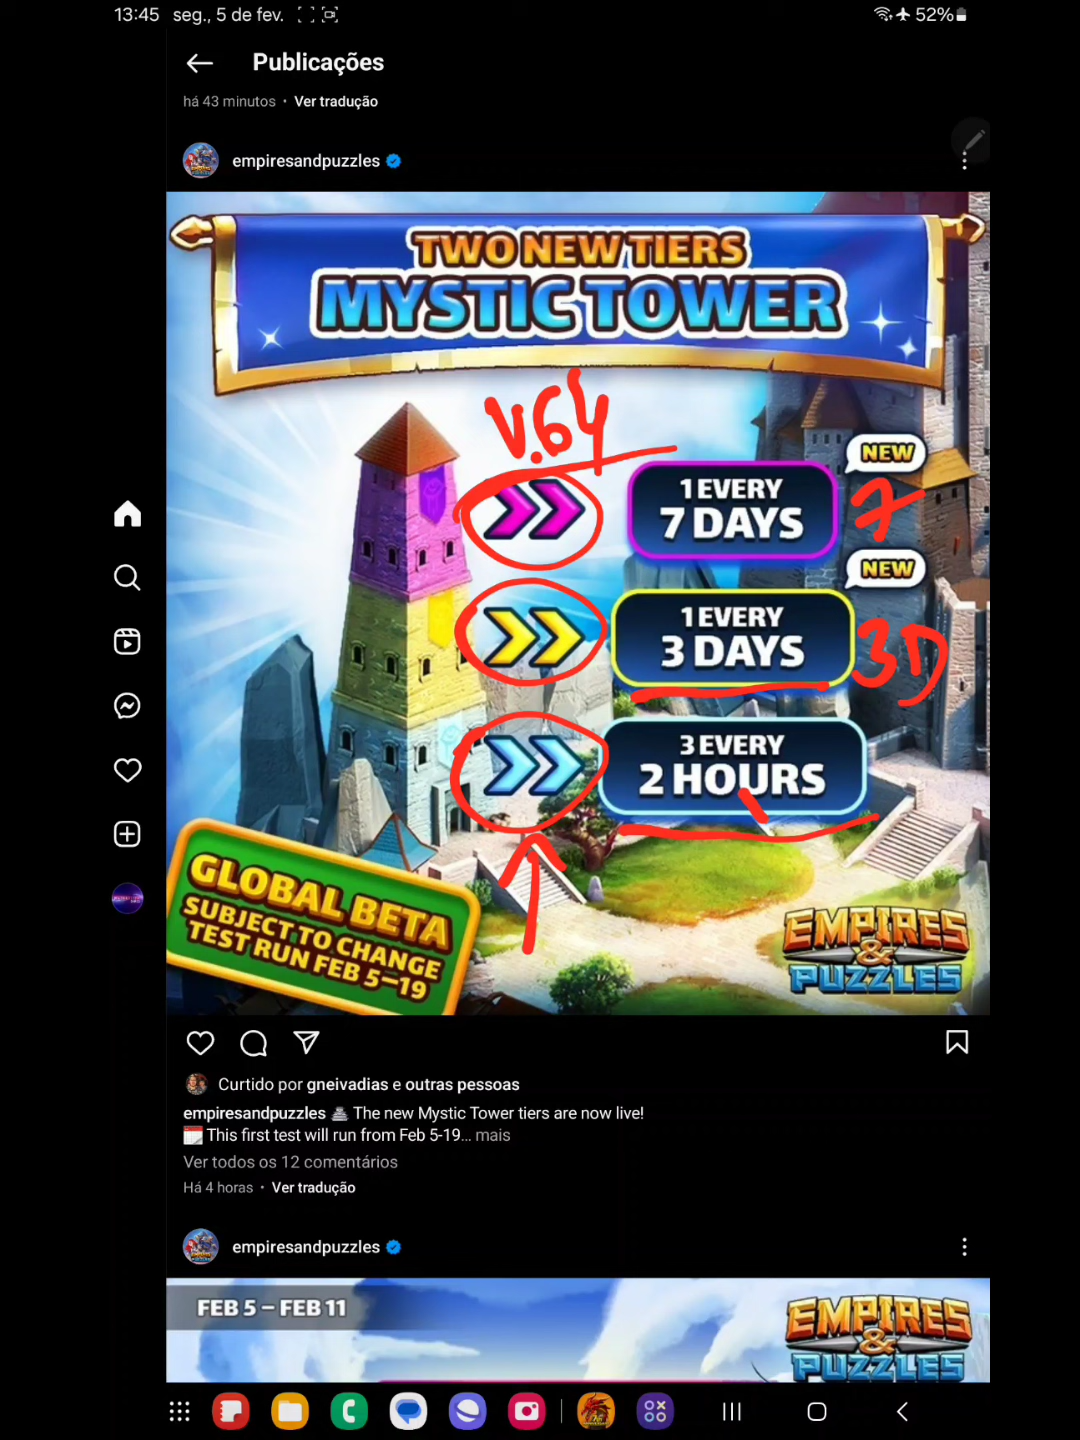 13:45 seg., 5 de fev.
52%
Publicações
há 43 minutos • Ver tradução
empiresandpuzzles
TWO NEW TIERS
MYSTIC TOWER
V.64
NEW
1 EVERY
7 DAYS
7
NEW
1 EVERY
3 DAYS
3D
3 EVERY
2 HOURS
GLOBAL BETA
SUBJECT TO CHANGE
TEST RUN FEB 5-19
EMPIRES
&
PUZZLES
Curtido por gneivadias e outras pessoas
empiresandpuzzles The new Mystic Tower tiers are now live!
This first test will run from Feb 5-19... mais
Ver todos os 12 comentários
Há 4 horas • Ver tradução
empiresandpuzzles
FEB 5 – FEB 11
EMPIRES
&
PUZZLES